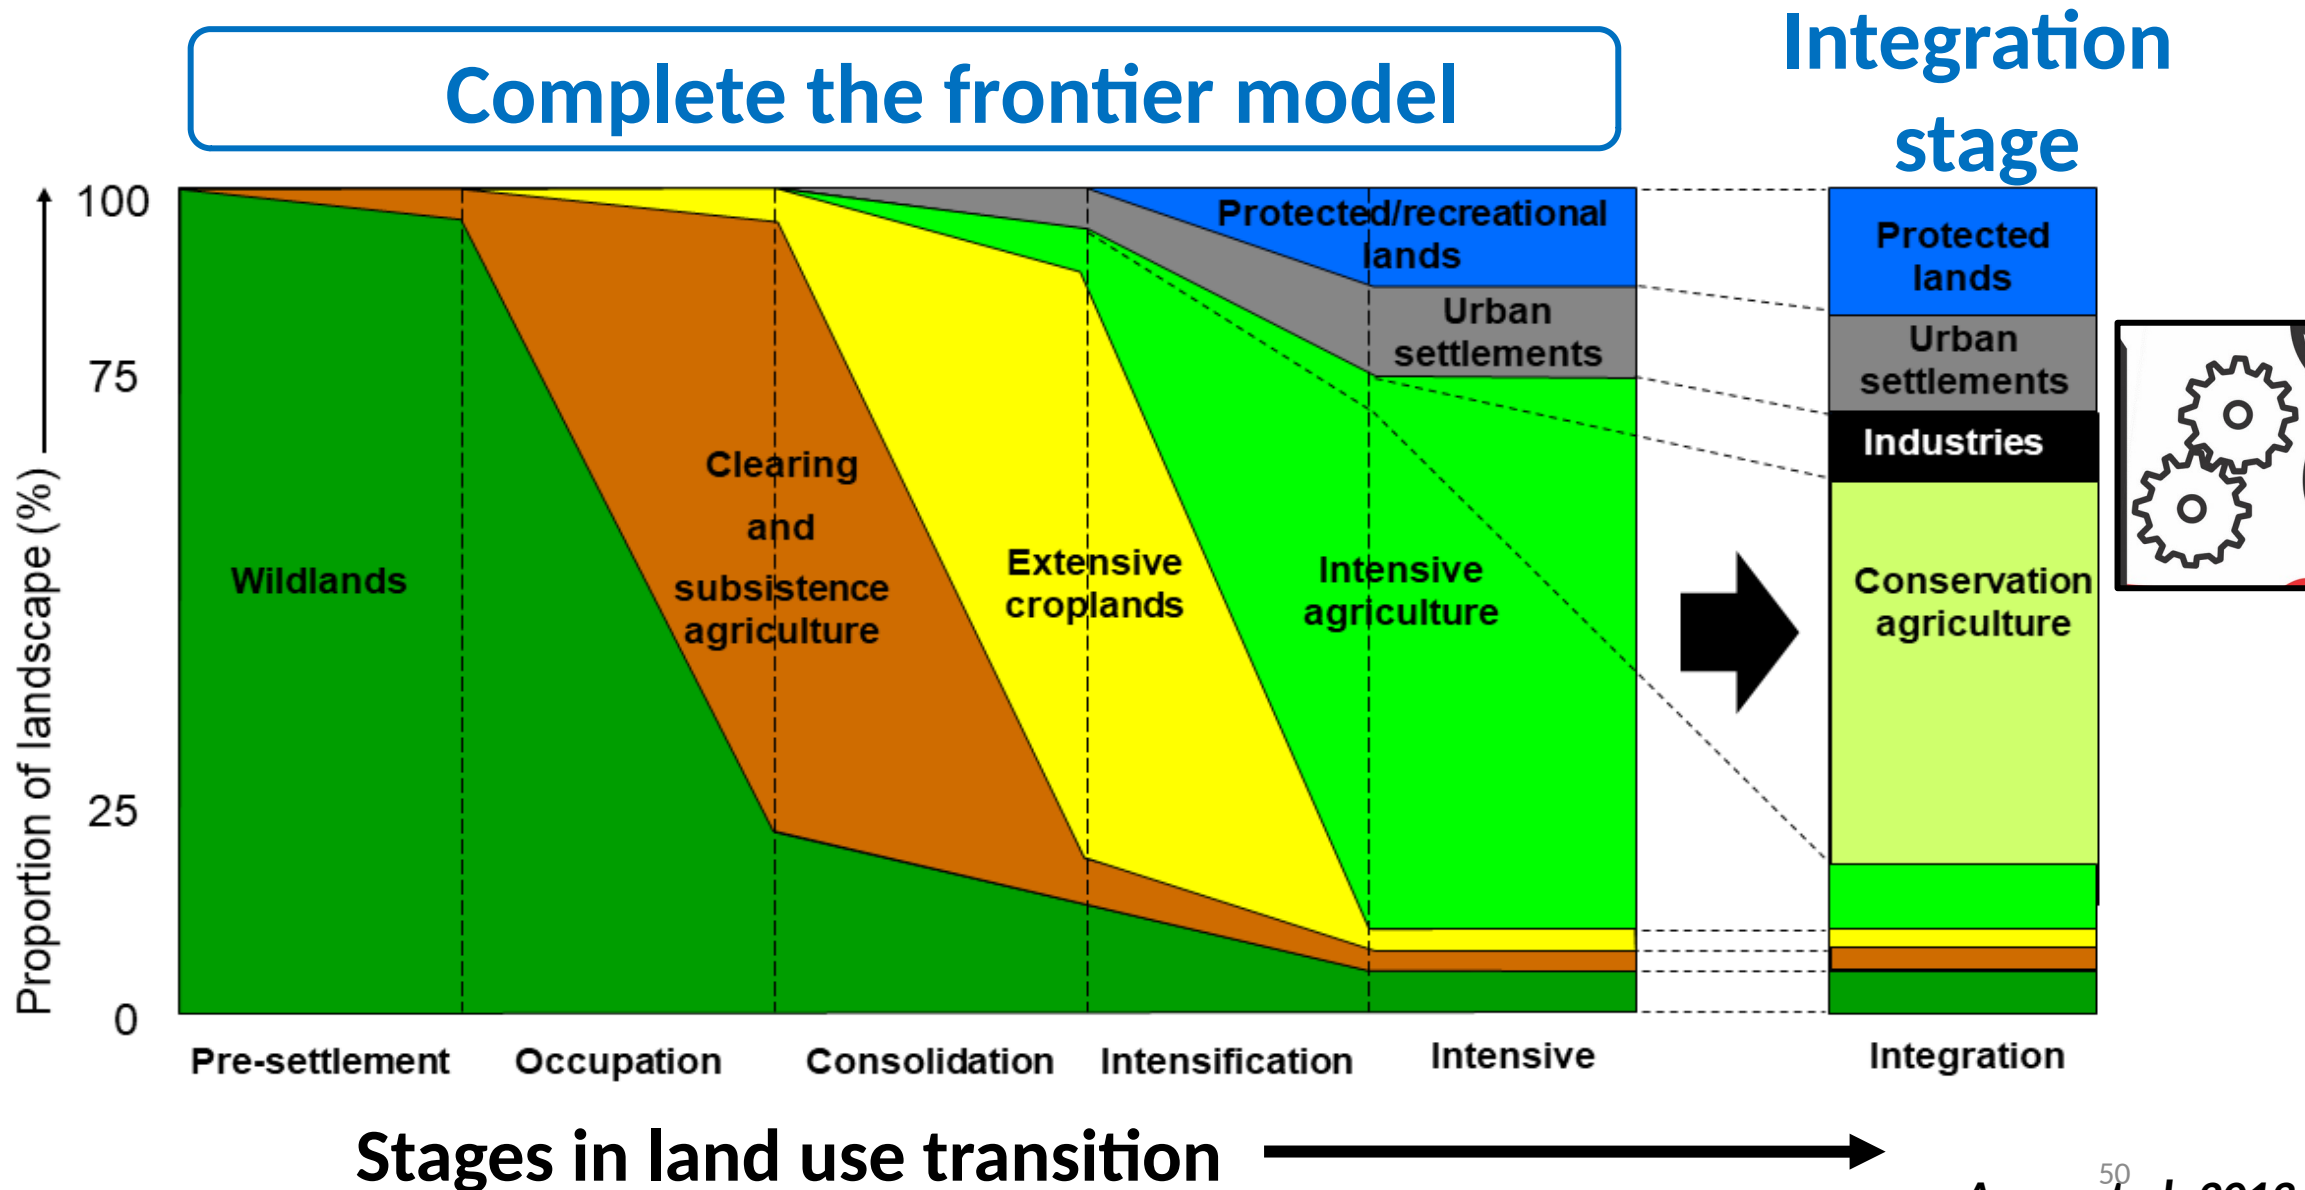 Complete the frontier model
Integration
stage
Proportion of landscape (%)
100
75
25
0
Wildlands
Clearing
and
subsistence
agriculture
Extensive
croplands
Intensive
agriculture
Protected/recreational
lands
Urban
settlements
Protected
lands
Urban
settlements
Industries
Conservation
agriculture
Pre-settlement
Occupation
Consolidation
Intensification
Intensive
Integration
Stages in land use transition
50